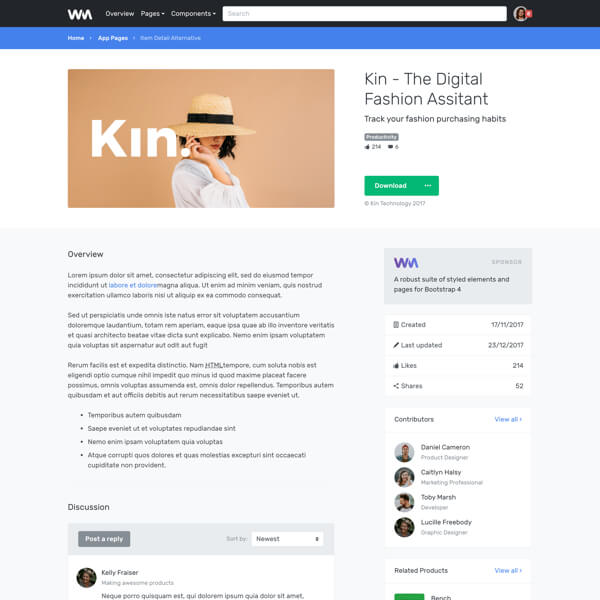 WM Overview Pages Components Search 6
Home App Pages Item Detail Alternative
Kin.
Kin - The Digital
Fashion Assitant
Track your fashion purchasing habits
Productivity
214 6
Download
© Kin Technology 2017
Overview
Lorem ipsum dolor sit amet, consectetur adipiscing elit, sed do eiusmod tempor
incididunt ut labore et doloremagna aliqua. Ut enim ad minim veniam, quis nostrud
exercitation ullamco laboris nisi ut aliquip ex ea commodo consequat.
Sed ut perspiciatis unde omnis iste natus error sit voluptatem accusantium
doloremque laudantium, totam rem aperiam, eaque ipsa quae ab illo inventore veritatis
et quasi architecto beatae vitae dicta sunt explicabo. Nemo enim ipsam voluptatem
quia voluptas sit aspernatur aut odit aut fugit
Rerum facilis est et expedita distinctio. Nam HTMLtempore, cum soluta nobis est
eligendi optio cumque nihil impedit quo minus id quod maxime placeat facere
possimus, omnis voluptas assumenda est, omnis dolor repellendus. Temporibus autem
quibusdam et aut officiis debitis aut rerum necessitatibus saepe eveniet ut.
Temporibus autem quibusdam
Saepe eveniet ut et voluptates repudiandae sint
Nemo enim ipsam voluptatem quia voluptas
Atque corrupti quos dolores et quas molestias excepturi sint occaecati
cupiditate non provident.
Discussion
Post a reply Sort by: Newest
Kelly Fraiser
Making awesome products
Neque porro quisquam est, qui dolorem ipsum quia dolor sit amet,
WM SPONSOR
A robust suite of styled elements and
pages for Bootstrap 4
Created 17/11/2017
Last updated 23/12/2017
Likes 214
Shares 52
Contributors View all
Daniel Cameron
Product Designer
Caitlyn Halsy
Marketing Professional
Toby Marsh
Developer
Lucille Freebody
Graphic Designer
Related Products View all
Bench